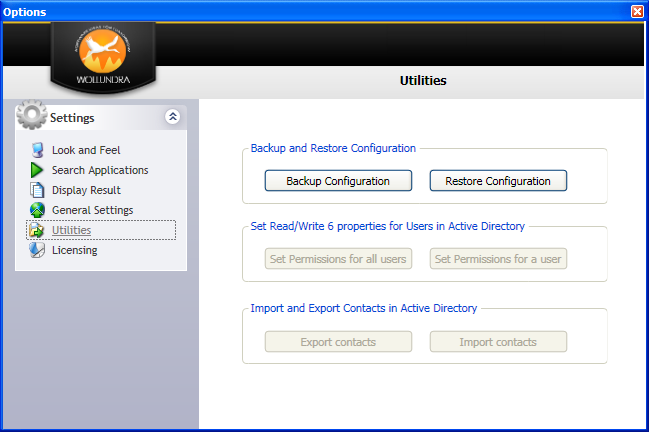 Options
WOLLUNDRA
Utilities
Settings
Look and Feel
Search Applications
Display Result
General Settings
Utilities
Licensing
Backup and Restore Configuration
Backup Configuration Restore Configuration
Set Read/Write 6 properties for Users in Active Directory
Set Permissions for all users Set Permissions for a user
Import and Export Contacts in Active Directory
Export contacts Import contacts